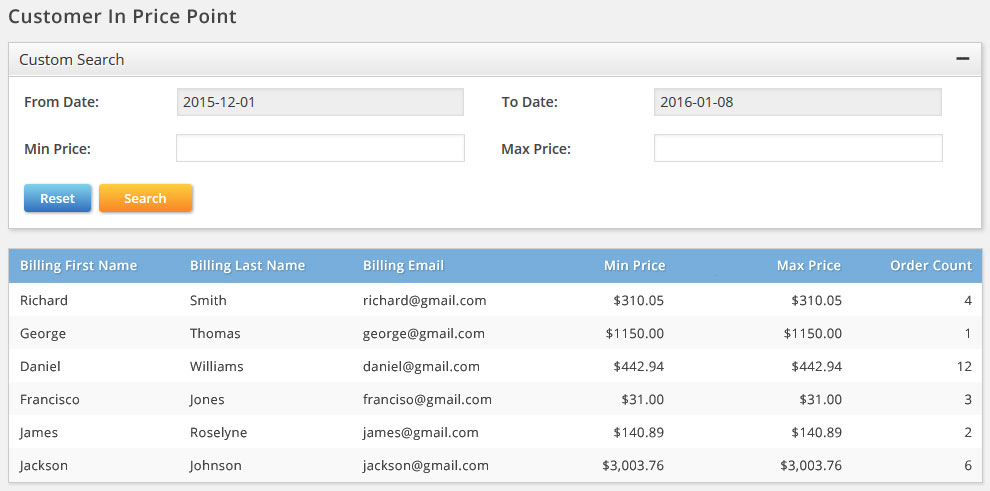 Customer In Price Point
Custom Search
From Date: 2015-12-01 To Date: 2016-01-08
Min Price: Max Price:
Reset Search
Billing First Name Billing Last Name Billing Email Min Price Max Price Order Count
Richard Smith richard@gmail.com $310.05 $310.05 4
George Thomas george@gmail.com $1150.00 $1150.00 1
Daniel Williams daniel@gmail.com $442.94 $442.94 12
Francisco Jones franciso@gmail.com $31.00 $31.00 3
James Roselyne james@gmail.com $140.89 $140.89 2
Jackson Johnson jackson@gmail.com $3,003.76 $3,003.76 6